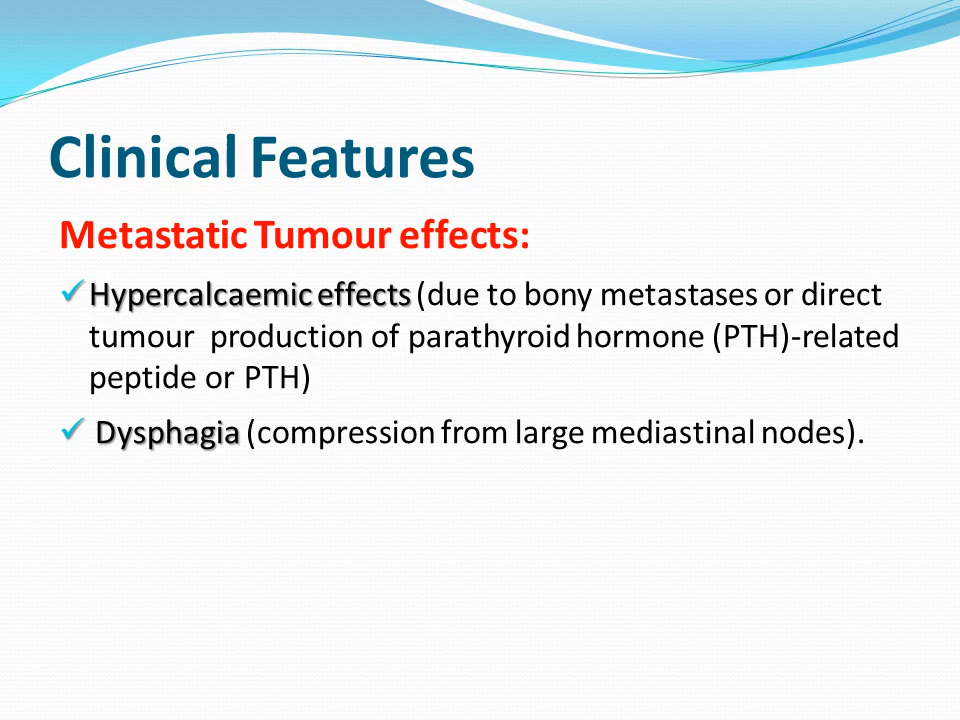 Clinical Features
Metastatic Tumour effects:
✓ Hypercalcaemic effects (due to bony metastases or direct
tumour production of parathyroid hormone (PTH)-related
peptide or PTH)
✓ Dysphagia (compression from large mediastinal nodes).